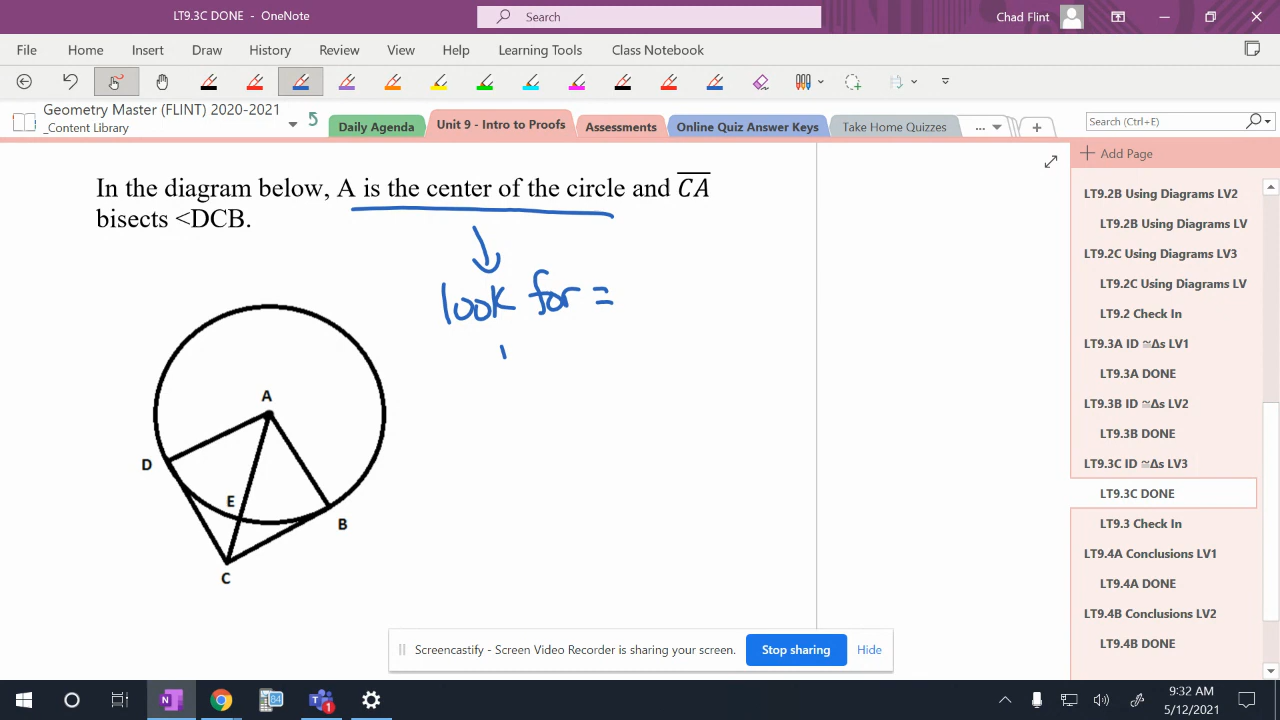 LT9.3C DONE - OneNote
Search
Chad Flint
File Home Insert Draw History Review View Help Learning Tools Class Notebook
Geometry Master (FLINT) 2020-2021
_Content Library
Daily Agenda
Unit 9 - Intro to Proofs
Assessments
Online Quiz Answer Keys
Take Home Quizzes
...
Search (Ctrl+E)
In the diagram below, A is the center of the circle and C̅A̅
bisects <DCB.
look for =
A
D
E
B
C
Add Page
LT9.2B Using Diagrams LV2
LT9.2B Using Diagrams LV
LT9.2C Using Diagrams LV3
LT9.2C Using Diagrams LV
LT9.2 Check In
LT9.3A ID ≅Δs LV1
LT9.3A DONE
LT9.3B ID ≅Δs LV2
LT9.3B DONE
LT9.3C ID ≅Δs LV3
LT9.3C DONE
LT9.3 Check In
LT9.4A Conclusions LV1
LT9.4A DONE
LT9.4B Conclusions LV2
LT9.4B DONE
Screencastify - Screen Video Recorder is sharing your screen.
Stop sharing
Hide
84
1
9:32 AM
5/12/2021